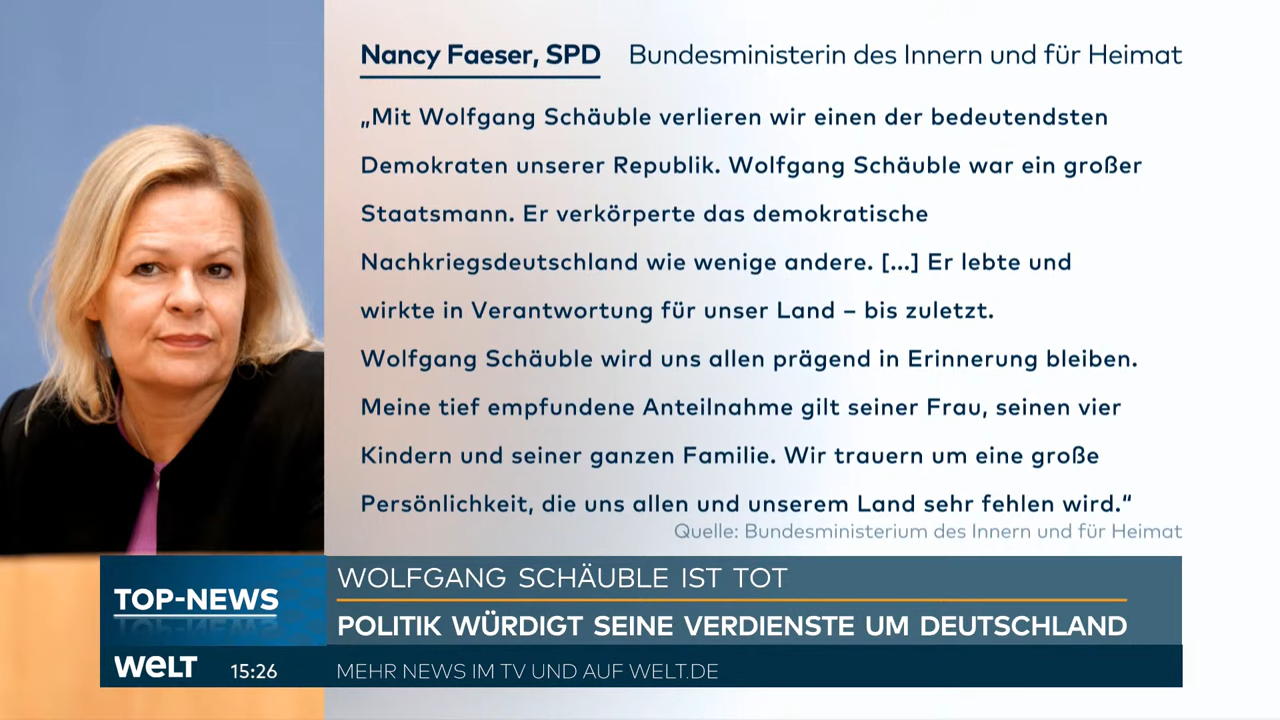 Nancy Faeser, SPD Bundesministerin des Innern und für Heimat
„Mit Wolfgang Schäuble verlieren wir einen der bedeutendsten
Demokraten unserer Republik. Wolfgang Schäuble war ein großer
Staatsmann. Er verkörperte das demokratische
Nachkriegsdeutschland wie wenige andere. [...] Er lebte und
wirkte in Verantwortung für unser Land – bis zuletzt.
Wolfgang Schäuble wird uns allen prägend in Erinnerung bleiben.
Meine tief empfundene Anteilnahme gilt seiner Frau, seinen vier
Kindern und seiner ganzen Familie. Wir trauern um eine große
Persönlichkeit, die uns allen und unserem Land sehr fehlen wird.“
Quelle: Bundesministerium des Innern und für Heimat
TOP-NEWS
WOLFGANG SCHÄUBLE IST TOT
POLITIK WÜRDIGT SEINE VERDIENSTE UM DEUTSCHLAND
WELT 15:26 MEHR NEWS IM TV UND AUF WELT.DE